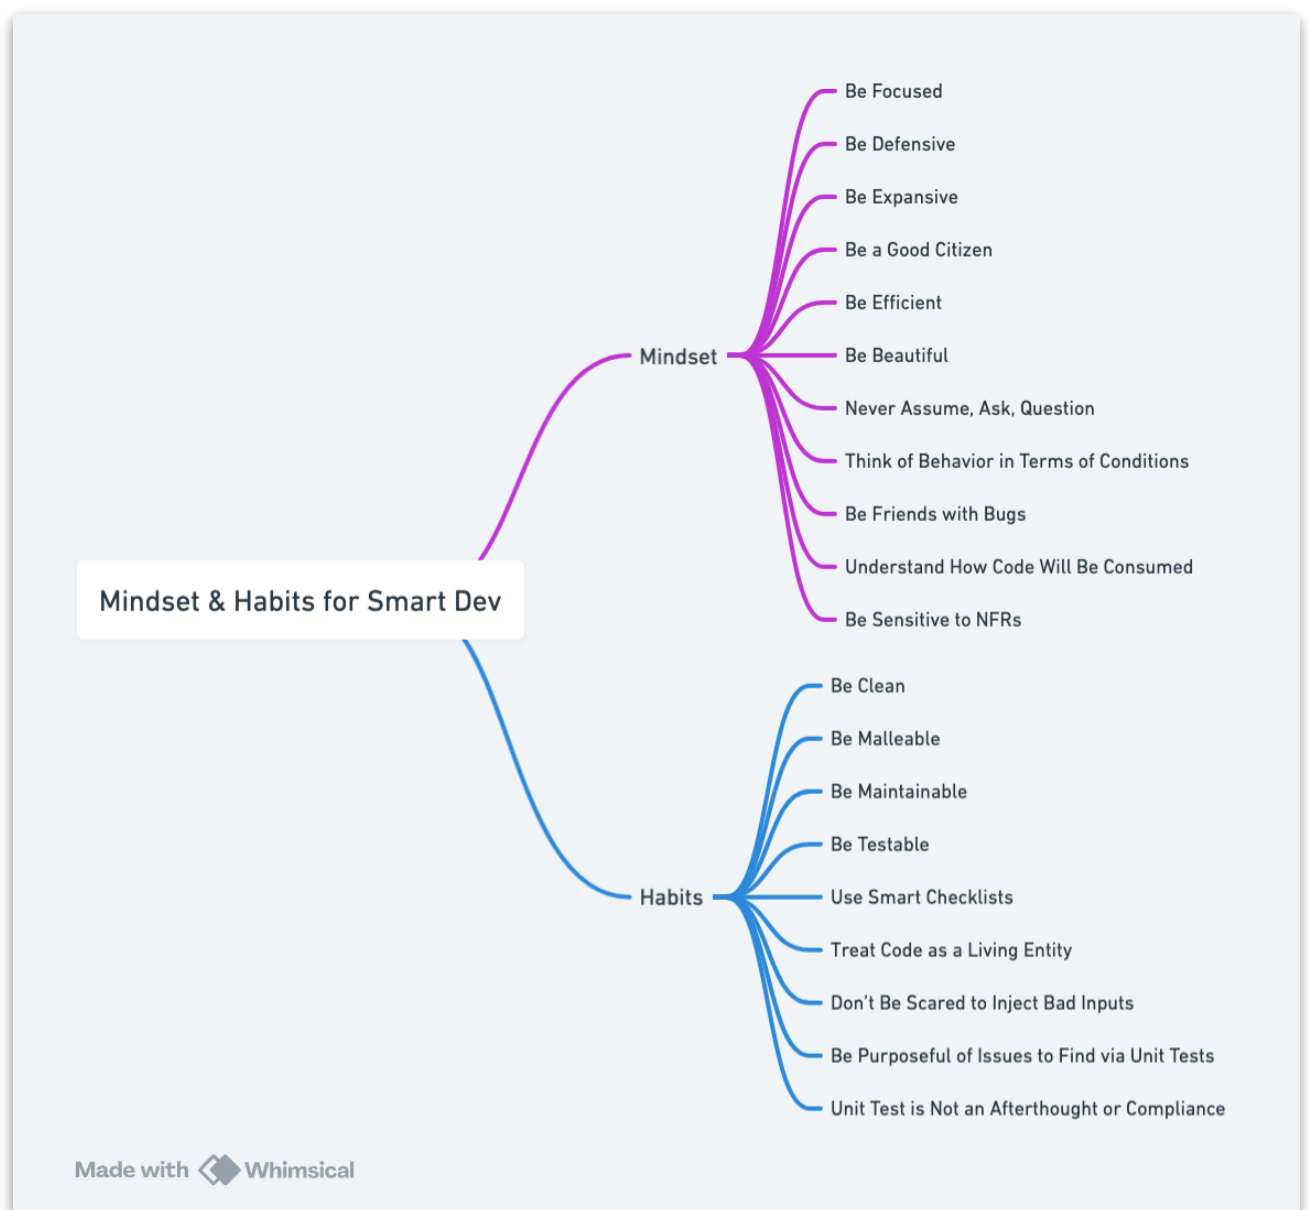 Be Focused
Be Defensive
Be Expansive
Be a Good Citizen
Be Efficient
Mindset
Be Beautiful
Never Assume, Ask, Question
Think of Behavior in Terms of Conditions
Be Friends with Bugs
Understand How Code Will Be Consumed
Mindset & Habits for Smart Dev
Be Sensitive to NFRs
Be Clean
Be Malleable
Be Maintainable
Be Testable
Habits
Use Smart Checklists
Treat Code as a Living Entity
Don't Be Scared to Inject Bad Inputs
Be Purposeful of Issues to Find via Unit Tests
Unit Test is Not an Afterthought or Compliance
Made with Whimsical